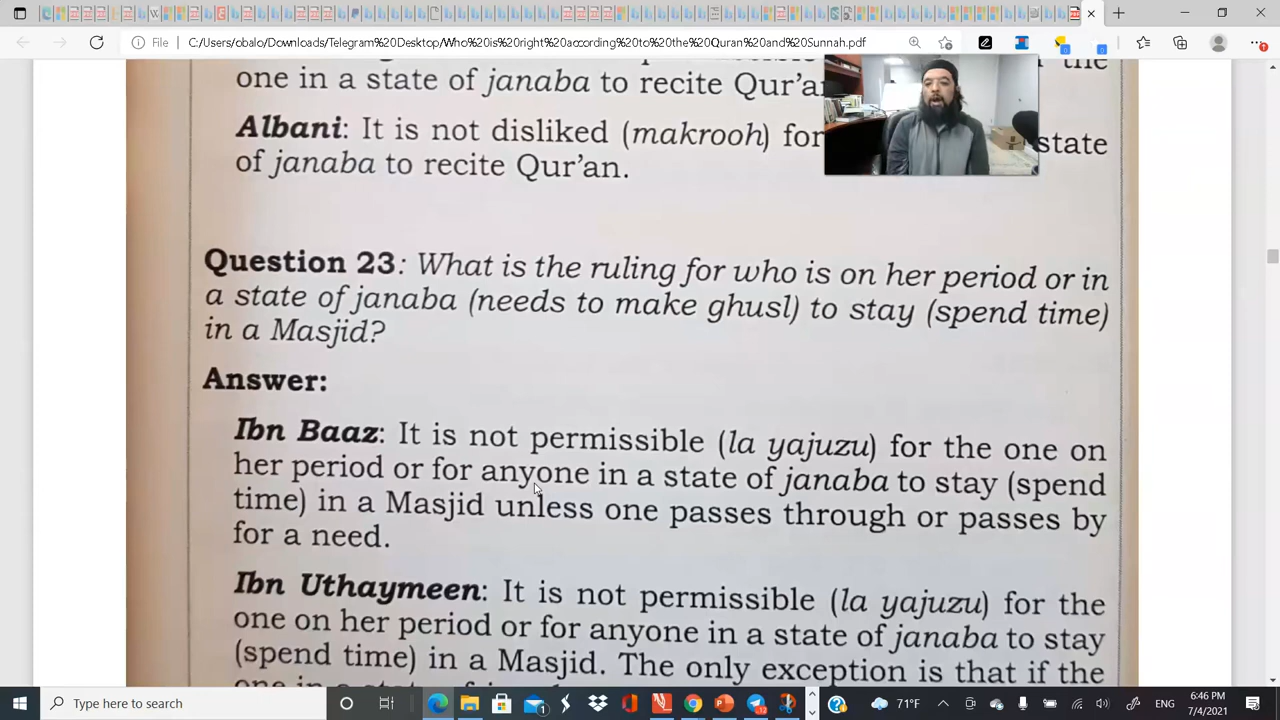 File
C:/Users/obalo/Downloads/Telegram%20Desktop/Who%20is%20right%20according%20to%20the%20Quran%20and%20Sunnah.pdf
one in a state of janaba to recite Qur'an
Albani: It is not disliked (makrooh) for state
of janaba to recite Qur'an.
Question 23: What is the ruling for who is on her period or in
a state of janaba (needs to make ghusl) to stay (spend time)
in a Masjid?
Answer:
Ibn Baaz: It is not permissible (la yajuzu) for the one on
her period or for anyone in a state of janaba to stay (spend
time) in a Masjid unless one passes through or passes by
for a need.
Ibn Uthaymeen: It is not permissible (la yajuzu) for the
one on her period or for anyone in a state of janaba to stay
(spend time) in a Masjid. The only exception is that if the
Type here to search
71°F
ENG
6:46 PM
7/4/2021